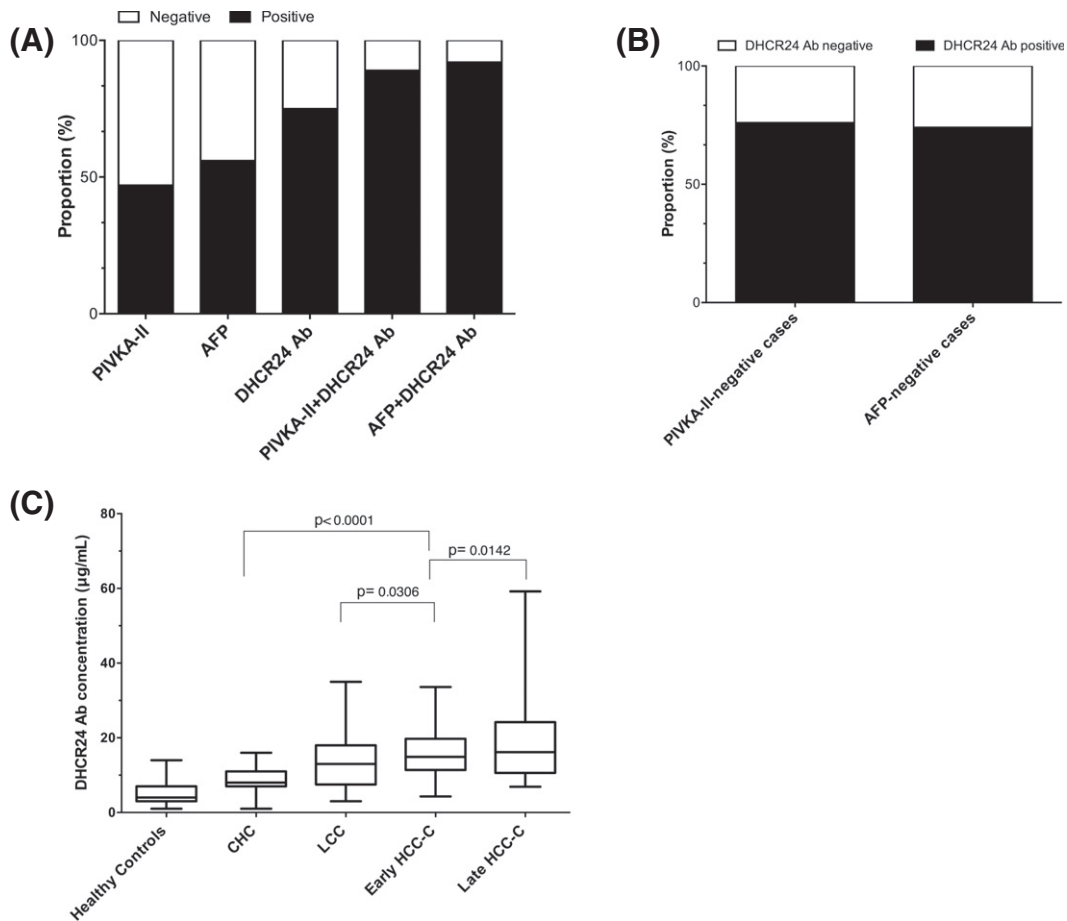 (A)
Negative
Positive
Proportion (%)
100
50
0
PIVKA-II
AFP
DHCR24 Ab
PIVKA-II+DHCR24 Ab
AFP+DHCR24 Ab
(B)
DHCR24 Ab negative
DHCR24 Ab positive
Proportion (%)
100
50
0
PIVKA-II-negative cases
AFP-negative cases
(C)
DHCR24 Ab concentration (µg/mL)
80
60
40
20
0
p< 0.0001
p= 0.0142
p= 0.0306
Healthy Controls
CHC
LCC
Early HCC-C
Late HCC-C